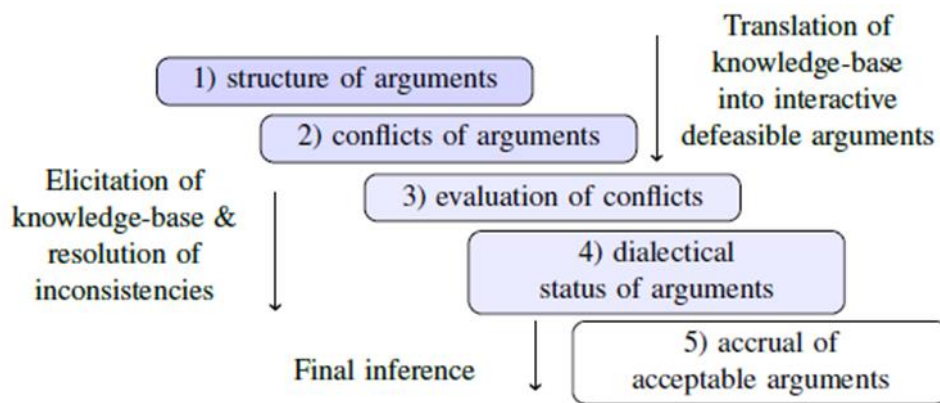 Translation of
knowledge-base
into interactive
defeasible arguments
1) structure of arguments
2) conflicts of arguments
3) evaluation of conflicts
4) dialectical
status of arguments
5) accrual of
acceptable arguments
Elicitation of
knowledge-base &
resolution of
inconsistencies
Final inference